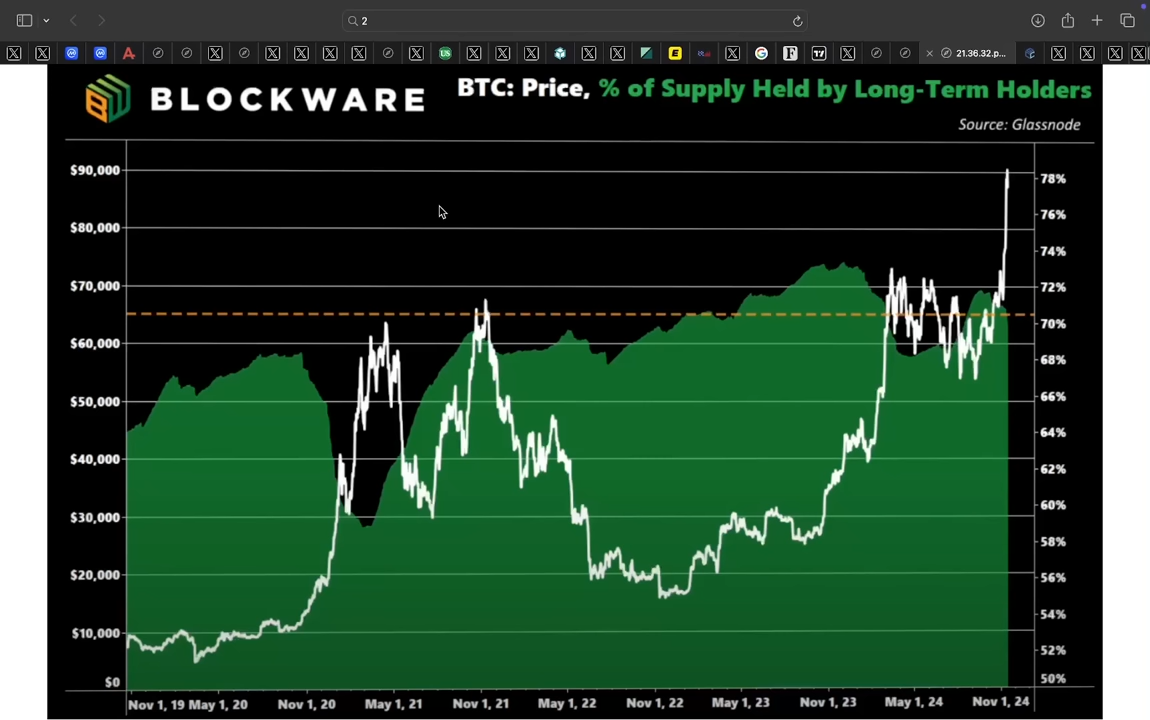 2
A
US
E
G
F
21.36.32.p...
BLOCKWARE
BTC: Price, % of Supply Held by Long-Term Holders
Source: Glassnode
$90,000
$80,000
$70,000
$60,000
$50,000
$40,000
$30,000
$20,000
$10,000
$0
78%
76%
74%
72%
70%
68%
66%
64%
62%
60%
58%
56%
54%
52%
50%
Nov 1, 19 May 1, 20 Nov 1, 20 May 1, 21 Nov 1, 21 May 1, 22 Nov 1, 22 May 1, 23 Nov 1, 23 May 1, 24 Nov 1, 24